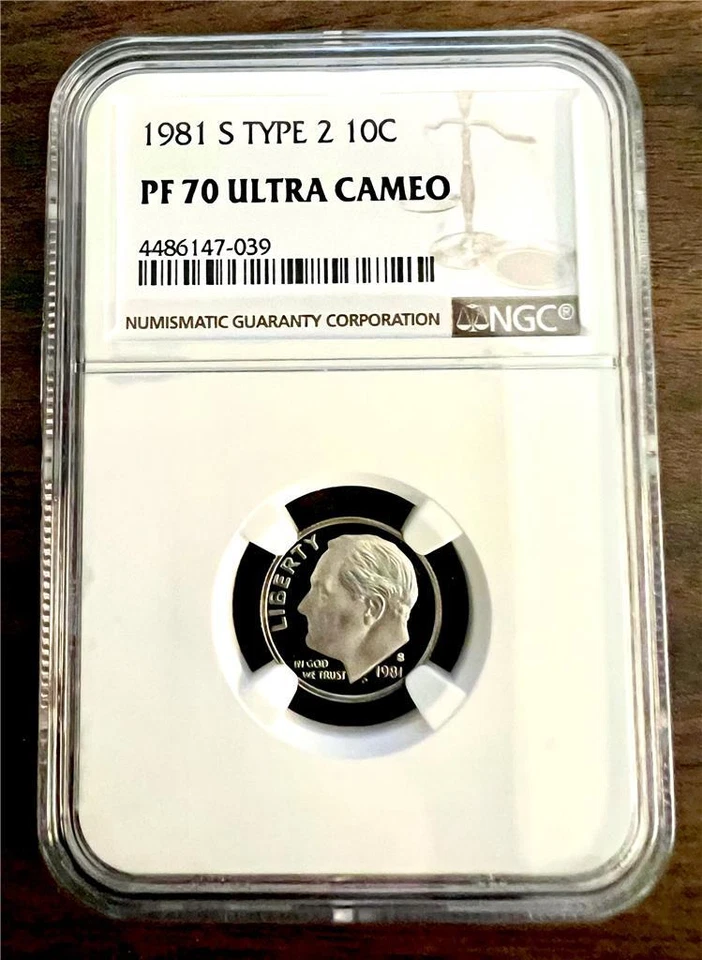 1981 S TYPE 2 10C
PF 70 ULTRA CAMEO
4486147-039
NUMISMATIC GUARANTY CORPORATION NGC®
LIBERTY
IN GOD
WE TRUST
S
1981